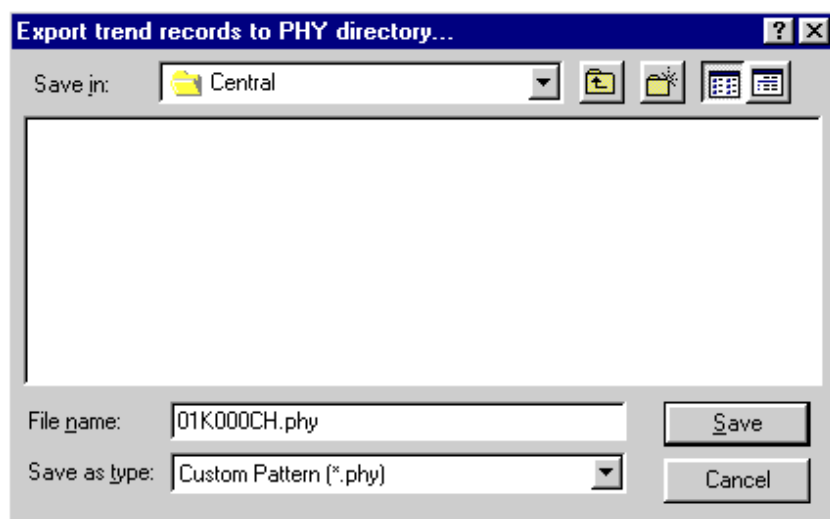 Export trend records to PHY directory...
Save in: Central
File name: 01K000CH.phy
Save
Save as type: Custom Pattern (*.phy)
Cancel